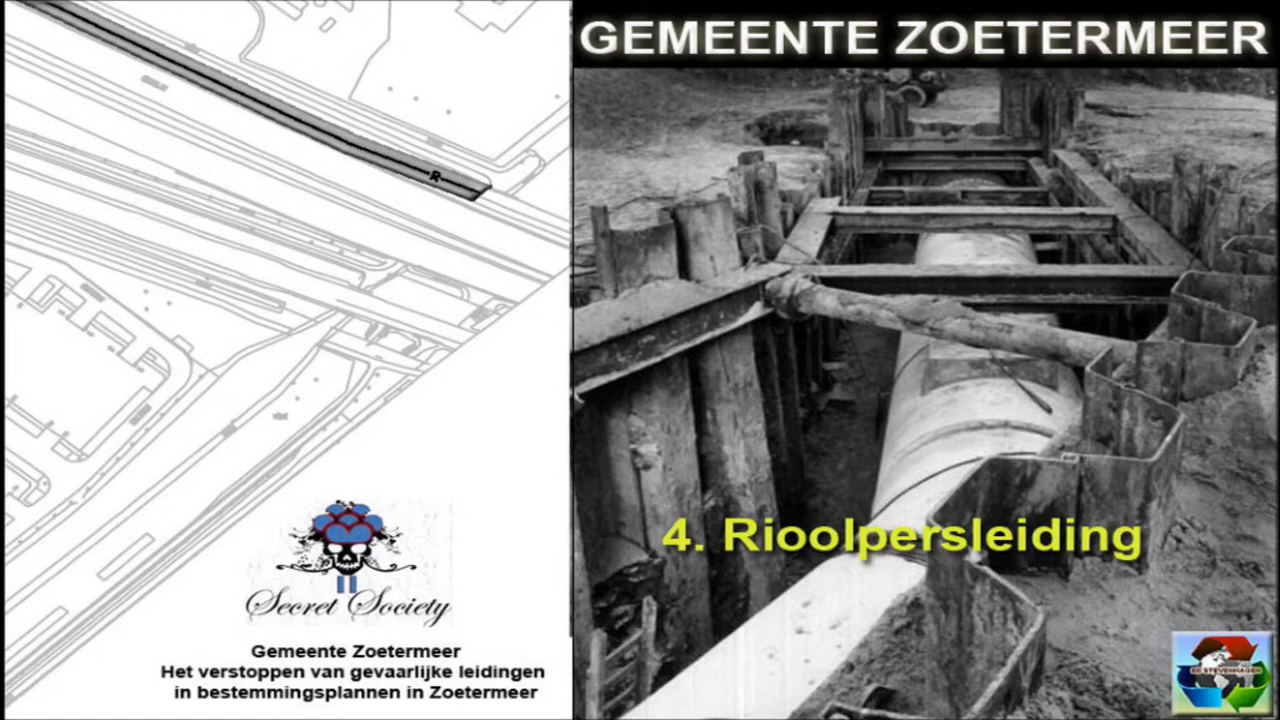 GEMEENTE ZOETERMEER
R
4. Rioolpersleiding
Secret Society
Gemeente Zoetermeer
Het verstoppen van gevaarlijke leidingen
in bestemmingsplannen in Zoetermeer